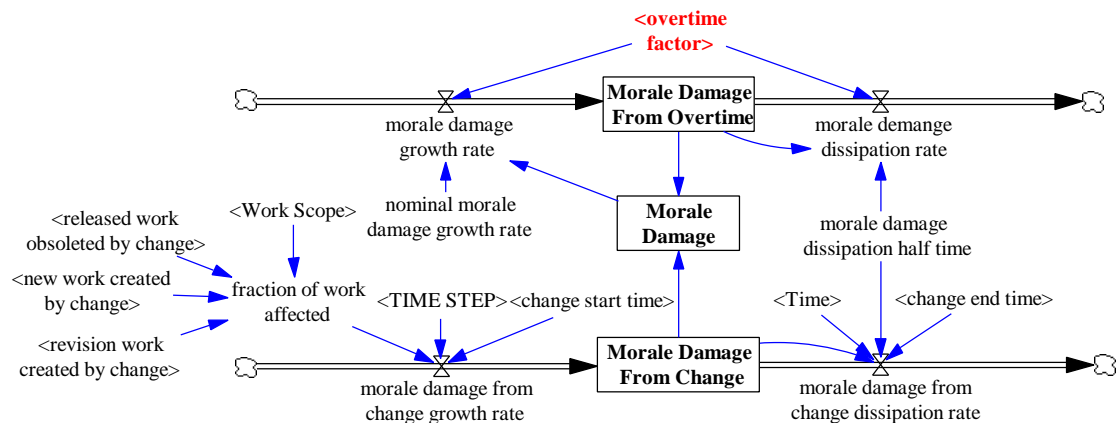 <overtime
factor>
Morale Damage
From Overtime
morale damage
growth rate
morale demange
dissipation rate
nominal morale
damage growth rate
Morale
Damage
morale damage
dissipation half time
<released work
obsoleted by change>
<Work Scope>
<new work created
by change>
fraction of work
affected
<revision work
created by change>
<TIME STEP>
<change start time>
<Time>
<change end time>
Morale Damage
From Change
morale damage from
change growth rate
morale damage from
change dissipation rate